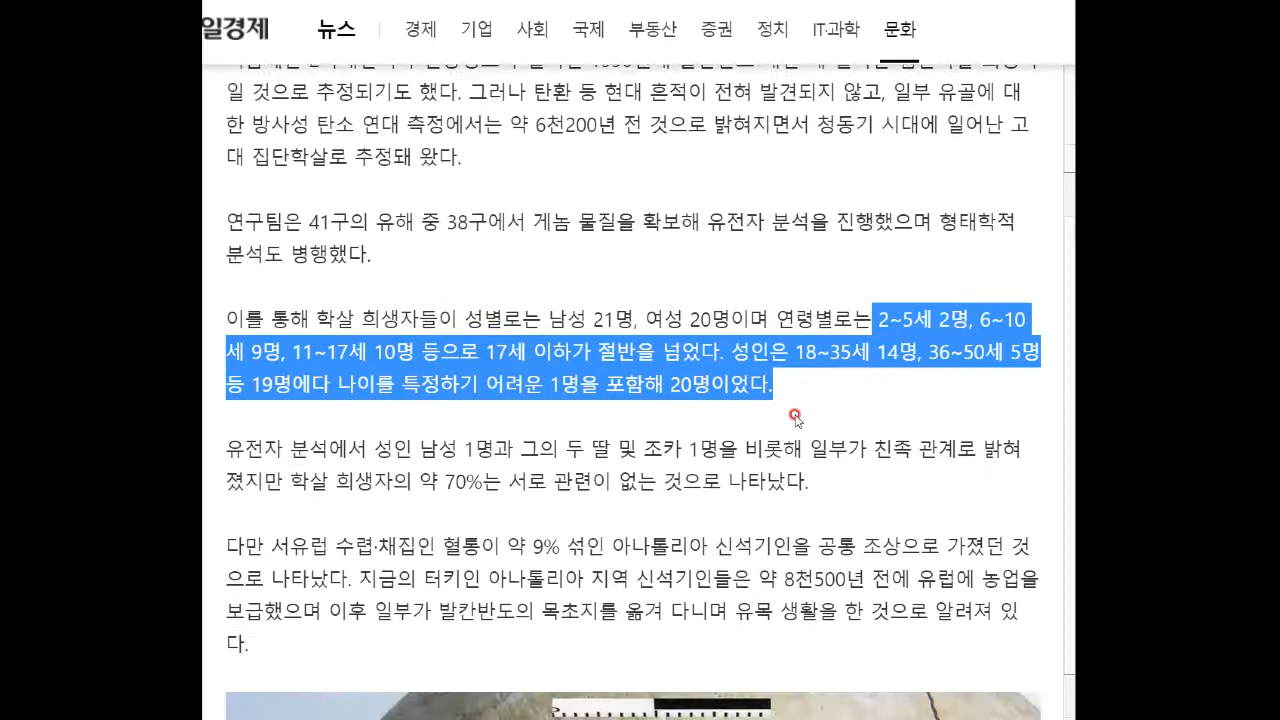 일경제 뉴스 경제 기업 사회 국제 부동산 증권 정치 IT·과학 문화
일 것으로 추정되기도 했다. 그러나 탄환 등 현대 흔적이 전혀 발견되지 않고, 일부 유골에 대
한 방사성 탄소 연대 측정에서는 약 6천200년 전 것으로 밝혀지면서 청동기 시대에 일어난 고
대 집단학살로 추정돼 왔다.
연구팀은 41구의 유해 중 38구에서 게놈 물질을 확보해 유전자 분석을 진행했으며 형태학적
분석도 병행했다.
이를 통해 학살 희생자들이 성별로는 남성 21명, 여성 20명이며 연령별로는 2~5세 2명, 6~10
세 9명, 11~17세 10명 등으로 17세 이하가 절반을 넘었다. 성인은 18~35세 14명, 36~50세 5명
등 19명에다 나이를 특정하기 어려운 1명을 포함해 20명이었다.
유전자 분석에서 성인 남성 1명과 그의 두 딸 및 조카 1명을 비롯해 일부가 친족 관계로 밝혀
졌지만 학살 희생자의 약 70%는 서로 관련이 없는 것으로 나타났다.
다만 서유럽 수렵·채집인 혈통이 약 9% 섞인 아나톨리아 신석기인을 공통 조상으로 가졌던 것
으로 나타났다. 지금의 터키인 아나톨리아 지역 신석기인들은 약 8천500년 전에 유럽에 농업을
보급했으며 이후 일부가 발칸반도의 목초지를 옮겨 다니며 유목 생활을 한 것으로 알려져 있
다.